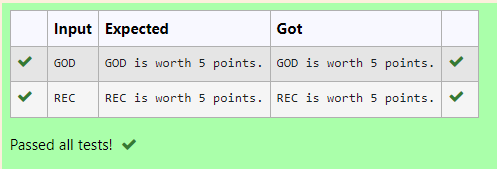 Input Expected Got
GOD GOD is worth 5 points. GOD is worth 5 points.
REC REC is worth 5 points. REC is worth 5 points.
Passed all tests!